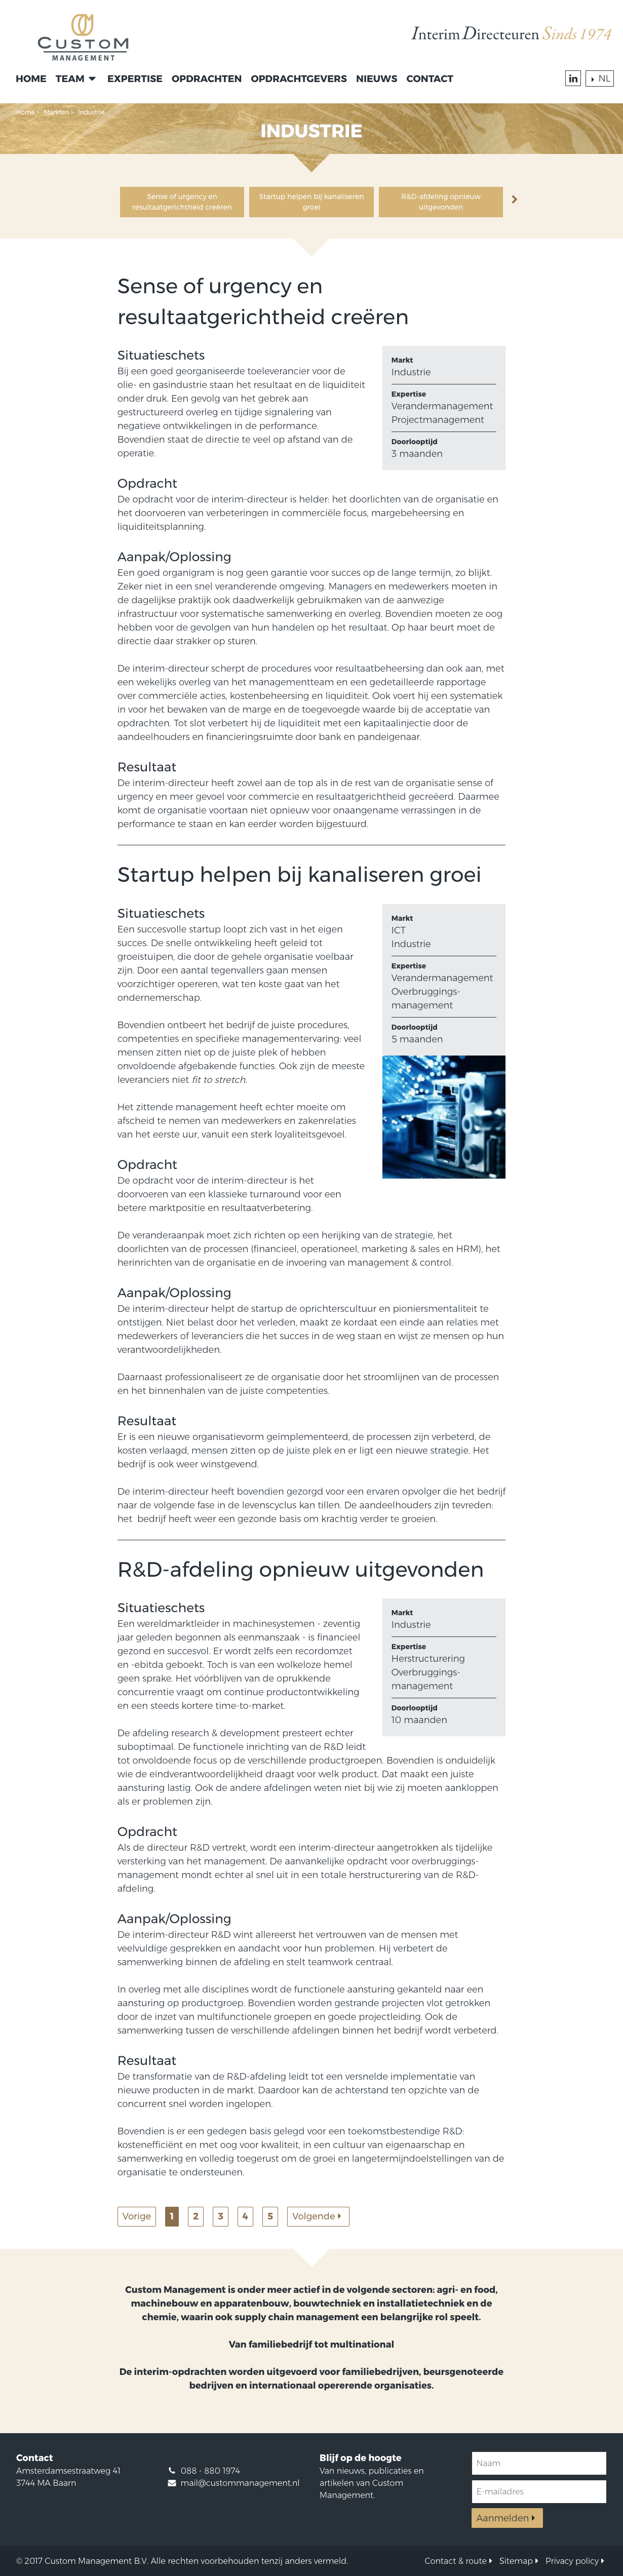 Custom
MANAGEMENT
Interim Directeuren Sinds 1974
HOME TEAM EXPERTISE OPDRACHTEN OPDRACHTGEVERS NIEUWS CONTACT
in NL
Home > Markten > Industrie
INDUSTRIE
Sense of urgency en
resultaatgerichtheid creëren
Startup helpen bij kanaliseren
groei
R&D-afdeling opnieuw
uitgevonden
Sense of urgency en
resultaatgerichtheid creëren
Situatieschets
Bij een goed georganiseerde toeleverancier voor de
olie- en gasindustrie staan het resultaat en de liquiditeit
onder druk. Een gevolg van het gebrek aan
gestructureerd overleg en tijdige signalering van
negatieve ontwikkelingen in de performance.
Bovendien staat de directie te veel op afstand van de
operatie.
Markt
Industrie
Expertise
Verandermanagement
Projectmanagement
Doorlooptijd
3 maanden
Opdracht
De opdracht voor de interim-directeur is helder: het doorlichten van de organisatie en
het doorvoeren van verbeteringen in commerciële focus, margebeheersing en
liquiditeitsplanning.
Aanpak/Oplossing
Een goed organigram is nog geen garantie voor succes op de lange termijn, zo blijkt.
Zeker niet in een snel veranderende omgeving. Managers en medewerkers moeten in
de dagelijkse praktijk ook daadwerkelijk gebruikmaken van de aanwezige
infrastructuur voor systematische samenwerking en overleg. Bovendien moeten ze oog
hebben voor de gevolgen van hun handelen op het resultaat. Op haar beurt moet de
directie daar strakker op sturen.
De interim-directeur scherpt de procedures voor resultaatbeheersing dan ook aan, met
een wekelijks overleg van het managementteam en een gedetailleerde rapportage
over commerciële acties, kostenbeheersing en liquiditeit. Ook voert hij een systematiek
in voor het bewaken van de marge en de toegevoegde waarde bij de acceptatie van
opdrachten. Tot slot verbetert hij de liquiditeit met een kapitaalinjectie door de
aandeelhouders en financieringsruimte door bank en pandeigenaar.
Resultaat
De interim-directeur heeft zowel aan de top als in de rest van de organisatie sense of
urgency en meer gevoel voor commercie en resultaatgerichtheid gecreëerd. Daarmee
komt de organisatie voortaan niet opnieuw voor onaangename verrassingen in de
performance te staan en kan eerder worden bijgestuurd.
Startup helpen bij kanaliseren groei
Situatieschets
Een succesvolle startup loopt zich vast in het eigen
succes. De snelle ontwikkeling heeft geleid tot
groeistuipen, die door de gehele organisatie voelbaar
zijn. Door een aantal tegenvallers gaan mensen
voorzichtiger opereren, wat ten koste gaat van het
ondernemerschap.
Bovendien ontbeert het bedrijf de juiste procedures,
competenties en specifieke managementervaring: veel
mensen zitten niet op de juiste plek of hebben
onvoldoende afgebakende functies. Ook zijn de meeste
leveranciers niet fit to stretch.
Het zittende management heeft echter moeite om
afscheid te nemen van medewerkers en zakenrelaties
van het eerste uur, vanuit een sterk loyaliteitsgevoel.
Markt
ICT
Industrie
Expertise
Verandermanagement
Overbruggings-
management
Doorlooptijd
5 maanden
Opdracht
De opdracht voor de interim-directeur is het
doorvoeren van een klassieke turnaround voor een
betere marktpositie en resultaatverbetering.
De veranderaanpak moet zich richten op een herijking van de strategie, het
doorlichten van de processen (financieel, operationeel, marketing & sales en HRM), het
herinrichten van de organisatie en de invoering van management & control.
Aanpak/Oplossing
De interim-directeur helpt de startup de oprichterscultuur en pioniersmentaliteit te
ontstijgen. Niet belast door het verleden, maakt ze kordaat een einde aan relaties met
medewerkers of leveranciers die het succes in de weg staan en wijst ze mensen op hun
verantwoordelijkheden.
Daarnaast professionaliseert ze de organisatie door het stroomlijnen van de processen
en het binnenhalen van de juiste competenties.
Resultaat
Er is een nieuwe organisatievorm geïmplementeerd, de processen zijn verbeterd, de
kosten verlaagd, mensen zitten op de juiste plek en er ligt een nieuwe strategie. Het
bedrijf is ook weer winstgevend.
De interim-directeur heeft bovendien gezorgd voor een ervaren opvolger die het bedrijf
naar de volgende fase in de levenscyclus kan tillen. De aandeelhouders zijn tevreden:
het bedrijf heeft weer een gezonde basis om krachtig verder te groeien.
R&D-afdeling opnieuw uitgevonden
Situatieschets
Een wereldmarktleider in machinesystemen - zeventig
jaar geleden begonnen als eenmanszaak - is financieel
gezond en succesvol. Er wordt zelfs een recordomzet
en -ebitda geboekt. Toch is van een wolkeloze hemel
geen sprake. Het vóórblijven van de oprukkende
concurrentie vraagt om continue productontwikkeling
en een steeds kortere time-to-market.
Markt
Industrie
Expertise
Herstructurering
Overbruggings-
management
Doorlooptijd
10 maanden
De afdeling research & development presteert echter
suboptimaal. De functionele inrichting van de R&D leidt
tot onvoldoende focus op de verschillende productgroepen. Bovendien is onduidelijk
wie de eindverantwoordelijkheid draagt voor welk product. Dat maakt een juiste
aansturing lastig. Ook de andere afdelingen weten niet bij wie zij moeten aankloppen
als er problemen zijn.
Opdracht
Als de directeur R&D vertrekt, wordt een interim-directeur aangetrokken als tijdelijke
versterking van het management. De aanvankelijke opdracht voor overbruggings-
management mondt echter al snel uit in een totale herstructurering van de R&D-
afdeling.
Aanpak/Oplossing
De interim-directeur R&D wint allereerst het vertrouwen van de mensen met
veelvuldige gesprekken en aandacht voor hun problemen. Hij verbetert de
samenwerking binnen de afdeling en stelt teamwork centraal.
In overleg met alle disciplines wordt de functionele aansturing gekanteld naar een
aansturing op productgroep. Bovendien worden gestrande projecten vlot getrokken
door de inzet van multifunctionele groepen en goede projectleiding. Ook de
samenwerking tussen de verschillende afdelingen binnen het bedrijf wordt verbeterd.
Resultaat
De transformatie van de R&D-afdeling leidt tot een versnelde implementatie van
nieuwe producten in de markt. Daardoor kan de achterstand ten opzichte van de
concurrent snel worden ingelopen.
Bovendien is er een gedegen basis gelegd voor een toekomstbestendige R&D:
kostenefficiënt en met oog voor kwaliteit, in een cultuur van eigenaarschap en
samenwerking en volledig toegerust om de groei en langetermijndoelstellingen van de
organisatie te ondersteunen.
Vorige 1 2 3 4 5 Volgende
Custom Management is onder meer actief in de volgende sectoren: agri- en food,
machinebouw en apparatenbouw, bouwtechniek en installatietechniek en de
chemie, waarin ook supply chain management een belangrijke rol speelt.
Van familiebedrijf tot multinational
De interim-opdrachten worden uitgevoerd voor familiebedrijven, beursgenoteerde
bedrijven en internationaal opererende organisaties.
Contact
Amsterdamsestraatweg 41
3744 MA Baarn
088 - 880 1974
mail@custommanagement.nl
Blijf op de hoogte
Van nieuws, publicaties en
artikelen van Custom
Management.
Naam
E-mailadres
Aanmelden
© 2017 Custom Management B.V. Alle rechten voorbehouden tenzij anders vermeld.
Contact & route Sitemap Privacy policy